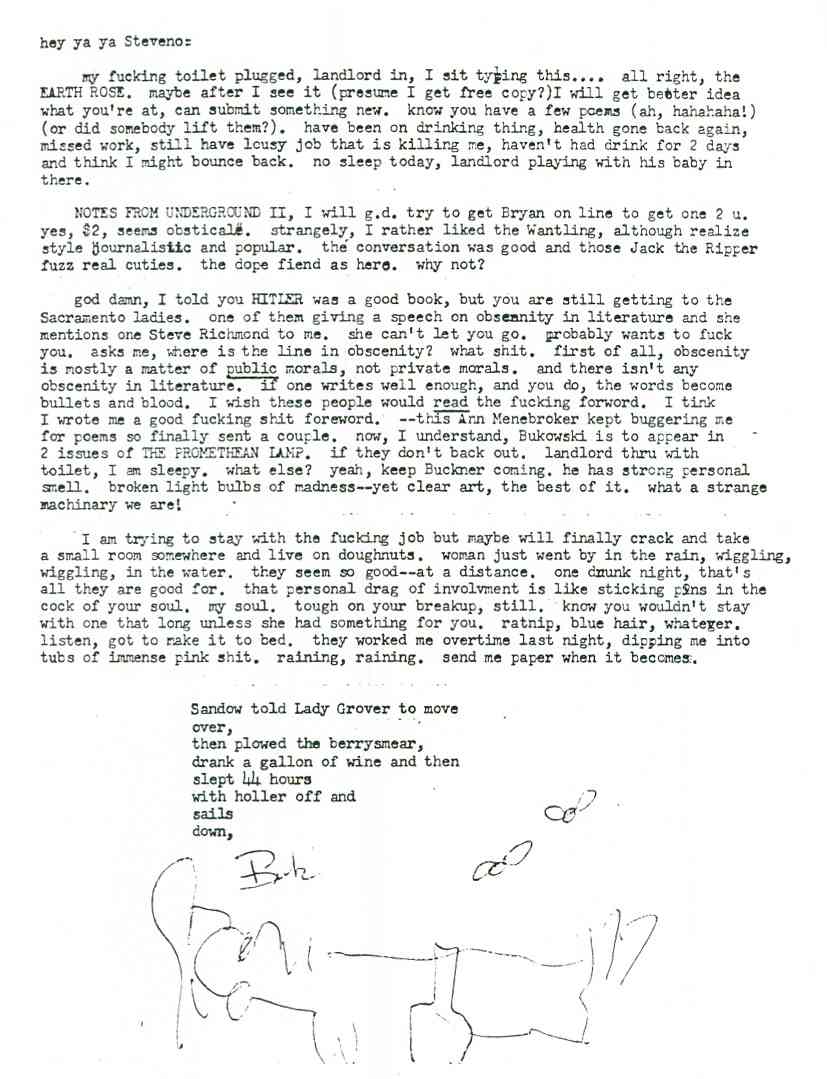 hey ya ya Steveno:
my fucking toilet plugged, landlord in, I sit typing this.... all right, the
EARTH ROSE. maybe after I see it (presume I get free copy?)I will get better idea
what you're at, can submit something new. know you have a few poems (ah, hahahaha!)
(or did somebody lift them?). have been on drinking thing, health gone back again,
missed work, still have lousy job that is killing me, haven't had drink for 2 days
and think I might bounce back. no sleep today, landlord playing with his baby in
there.
NOTES FROM UNDERGROUND II, I will g.d. try to get Bryan on line to get one 2 u.
yes, $2, seems obsticale. strangely, I rather liked the Wantling, although realize
style journalistic and popular. the conversation was good and those Jack the Ripper
fuzz real cuties. the dope fiend as hero. why not?
god damn, I told you HITLER was a good book, but you are still getting to the
Sacramento ladies. one of them giving a speech on obsennity in literature and she
mentions one Steve Richmond to me. she can't let you go. probably wants to fuck
you. asks me, where is the line in obscenity? what shit. first of all, obscenity
is mostly a matter of public morals, not private morals. and there isn't any
obscenity in literature. if one writes well enough, and you do, the words become
bullets and blood. I wish these people would read the fucking forword. I tink
I wrote me a good fucking shit foreword. --this Ann Menebroker kept buggering me
for poems so finally sent a couple. now, I understand, Bukowski is to appear in
2 issues of THE PROMETHEAN LAMP. if they don't back out. landlord thru with
toilet, I am sleepy. what else? yeah, keep Buckner coming. he has strong personal
smell. broken light bulbs of madness--yet clear art, the best of it. what a strange
machinary we are!
I am trying to stay with the fucking job but maybe will finally crack and take
a small room somewhere and live on doughnuts. woman just went by in the rain, wiggling,
wiggling, in the water. they seem so good--at a distance. one drunk night, that's
all they are good for. that personal drag of involvment is like sticking pins in the
cock of your soul. my soul. tough on your breakup, still. know you wouldn't stay
with one that long unless she had something for you. ratnip, blue hair, whatever.
listen, got to make it to bed. they worked me overtime last night, dipping me into
tubs of immense pink shit. raining, raining. send me paper when it becomes.
Sandow told Lady Grover to move
over,
then plowed the berrysmear,
drank a gallon of wine and then
slept 44 hours
with holler off and
sails
down,
Buk